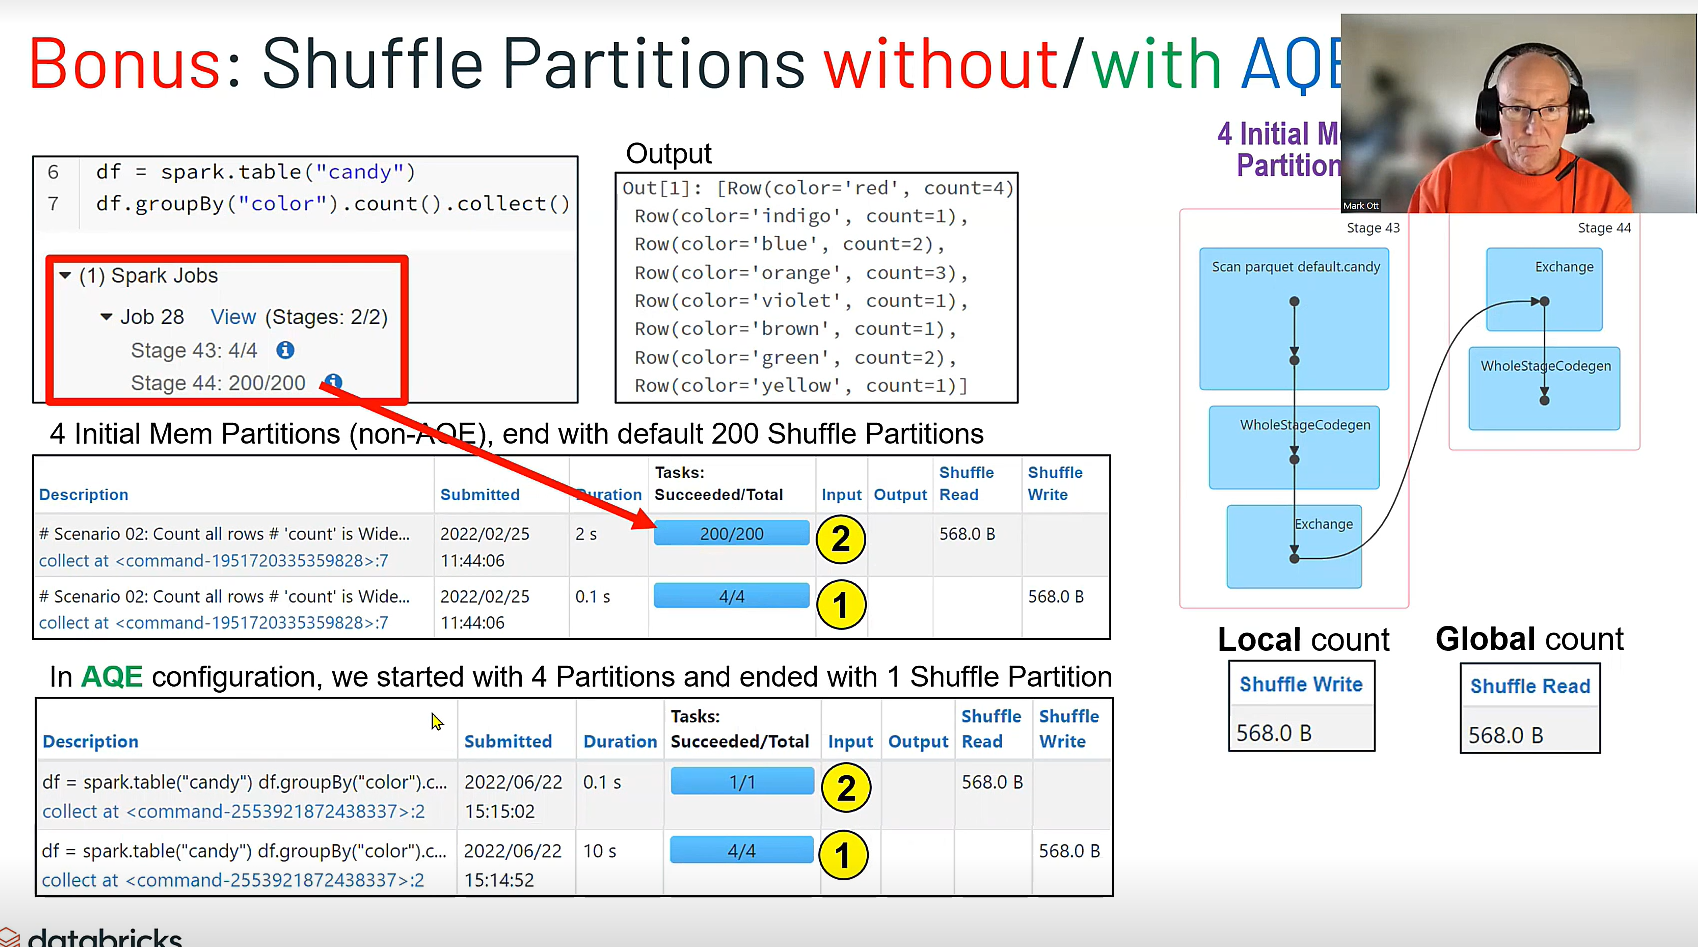 Bonus: Shuffle Partitions without/with AQE
4 Initial M
Partition
Mark Ott
6 df = spark.table("candy")
7 df.groupBy("color").count().collect()
(1) Spark Jobs
Job 28 View (Stages: 2/2)
Stage 43: 4/4
Stage 44: 200/200
Output
Out[1]: [Row(color='red', count=4)
Row(color='indigo', count=1),
Row(color='blue', count=2),
Row(color='orange', count=3),
Row(color='violet', count=1),
Row(color='brown', count=1),
Row(color='green', count=2),
Row(color='yellow', count=1)]
Stage 43
Scan parquet default.candy
WholeStageCodegen
Exchange
Stage 44
Exchange
WholeStageCodegen
4 Initial Mem Partitions (non-AQE), end with default 200 Shuffle Partitions
Description Submitted Duration Tasks: Succeeded/Total Input Output Shuffle Read Shuffle Write
# Scenario 02: Count all rows # 'count' is Wide... 2022/02/25 2 s 200/200 2 568.0 B
collect at <command-1951720335359828>:7 11:44:06
# Scenario 02: Count all rows # 'count' is Wide... 2022/02/25 0.1 s 4/4 1 568.0 B
collect at <command-1951720335359828>:7 11:44:06
Local count
Shuffle Write
568.0 B
Global count
Shuffle Read
568.0 B
In AQE configuration, we started with 4 Partitions and ended with 1 Shuffle Partition
Description Submitted Duration Tasks: Succeeded/Total Input Output Shuffle Read Shuffle Write
df = spark.table("candy") df.groupBy("color").c... 2022/06/22 0.1 s 1/1 2 568.0 B
collect at <command-2553921872438337>:2 15:15:02
df = spark.table("candy") df.groupBy("color").c... 2022/06/22 10 s 4/4 1 568.0 B
collect at <command-2553921872438337>:2 15:14:52
databricks